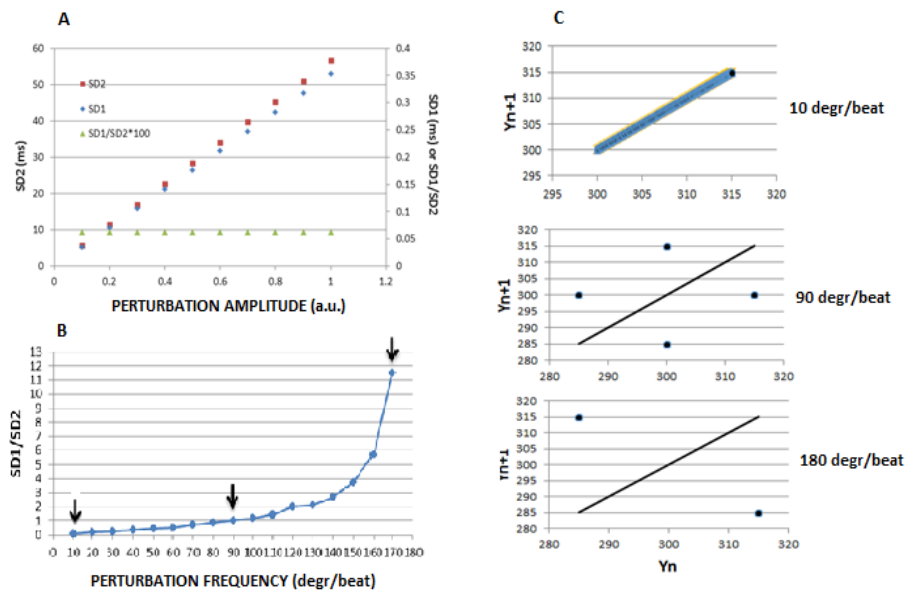 A
60
50
40
30
20
10
0
SD2 (ms)
SD2
SD1
SD1/SD2*100
0.4
0.35
0.3
0.25
0.2
0.15
0.1
0.05
0
SD1 (ms) or SD1/SD2
0 0.2 0.4 0.6 0.8 1 1.2
PERTURBATION AMPLITUDE (a.u.)
B
13
12
11
10
9
8
7
6
5
4
3
2
1
0
SD1/SD2
0 10 20 30 40 50 60 70 80 90 100 110 120 130 140 150 160 170 180
PERTURBATION FREQUENCY (degr/beat)
C
320
315
310
305
300
295
Yn+1
295 300 305 310 315 320
10 degr/beat
320
315
310
305
300
295
290
285
280
Yn+1
280 290 300 310 320
90 degr/beat
320
315
310
305
300
295
290
285
280
Yn+1
280 290 300 310 320
180 degr/beat
Yn